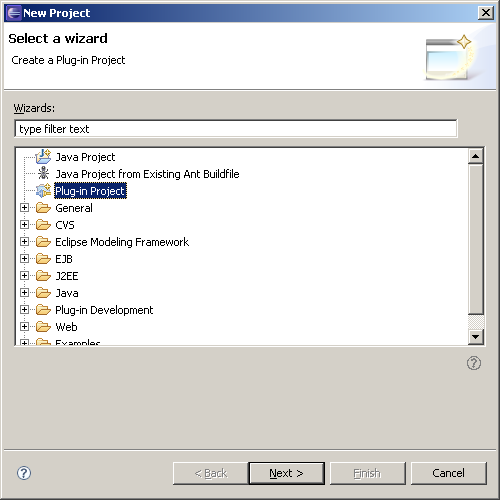 New Project
Select a wizard
Create a Plug-in Project
Wizards:
type filter text
Java Project
Java Project from Existing Ant Buildfile
Plug-in Project
General
CVS
Eclipse Modeling Framework
EJB
J2EE
Java
Plug-in Development
Web
Examples
< Back
Next >
Finish
Cancel